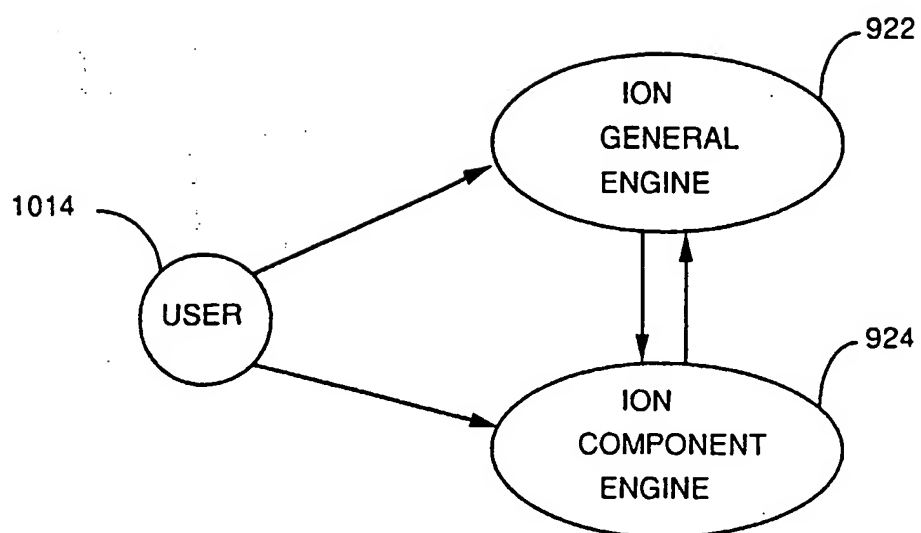 922
ION
GENERAL
ENGINE
1014
USER
924
ION
COMPONENT
ENGINE